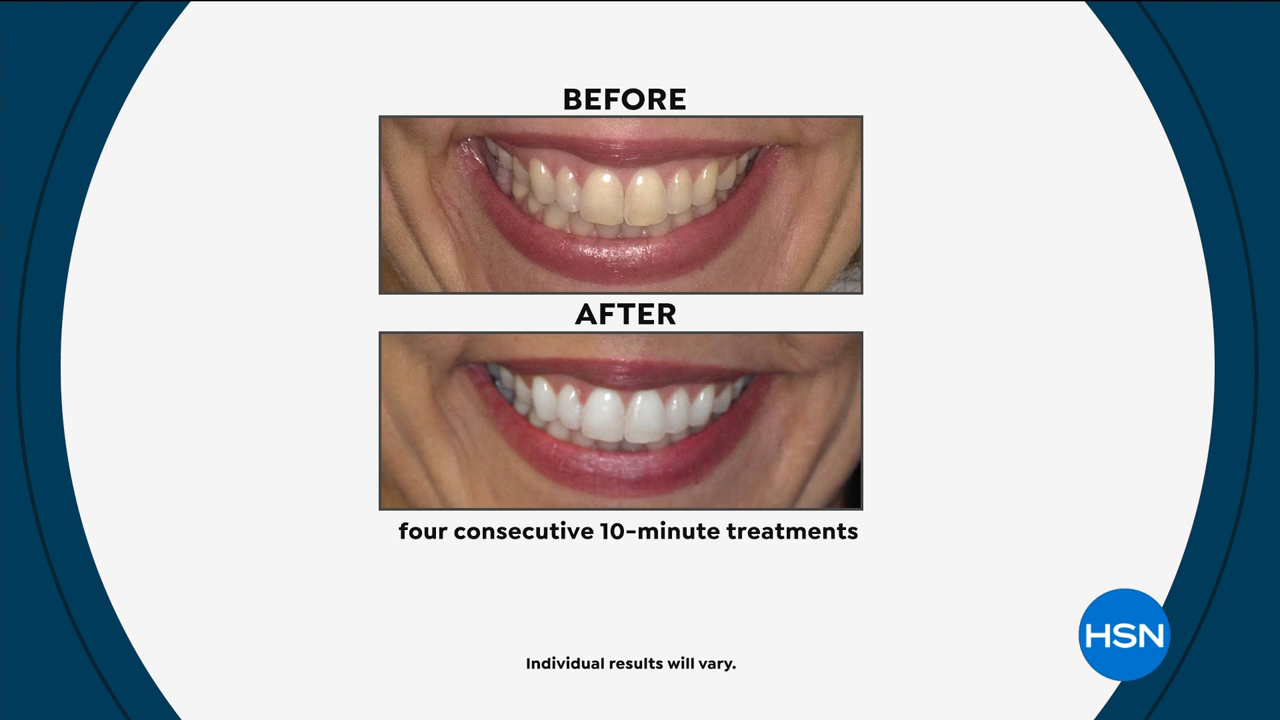 BEFORE
AFTER
four consecutive 10-minute treatments
HSN
Individual results will vary.